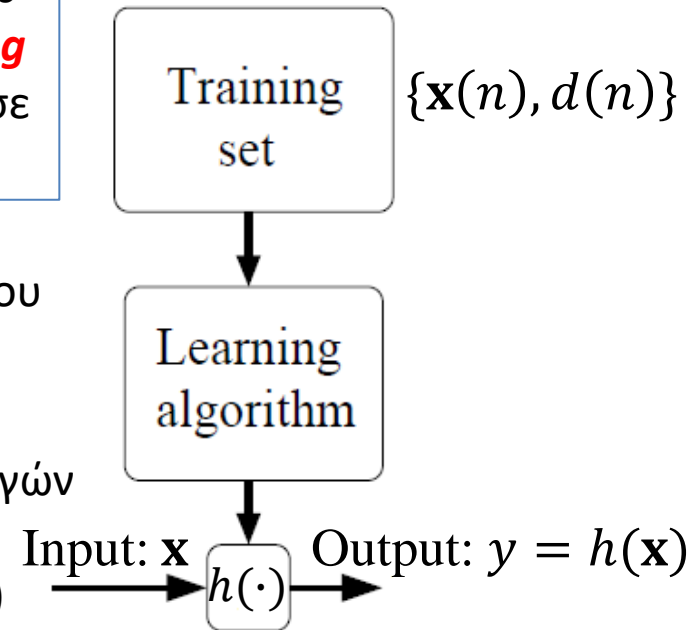 g
σε
ου
γών
)
Training
set
{𝐱(𝑛), 𝑑(𝑛)}
Learning
algorithm
Input: 𝐱
ℎ(·)
Output: 𝑦 = ℎ(𝐱)